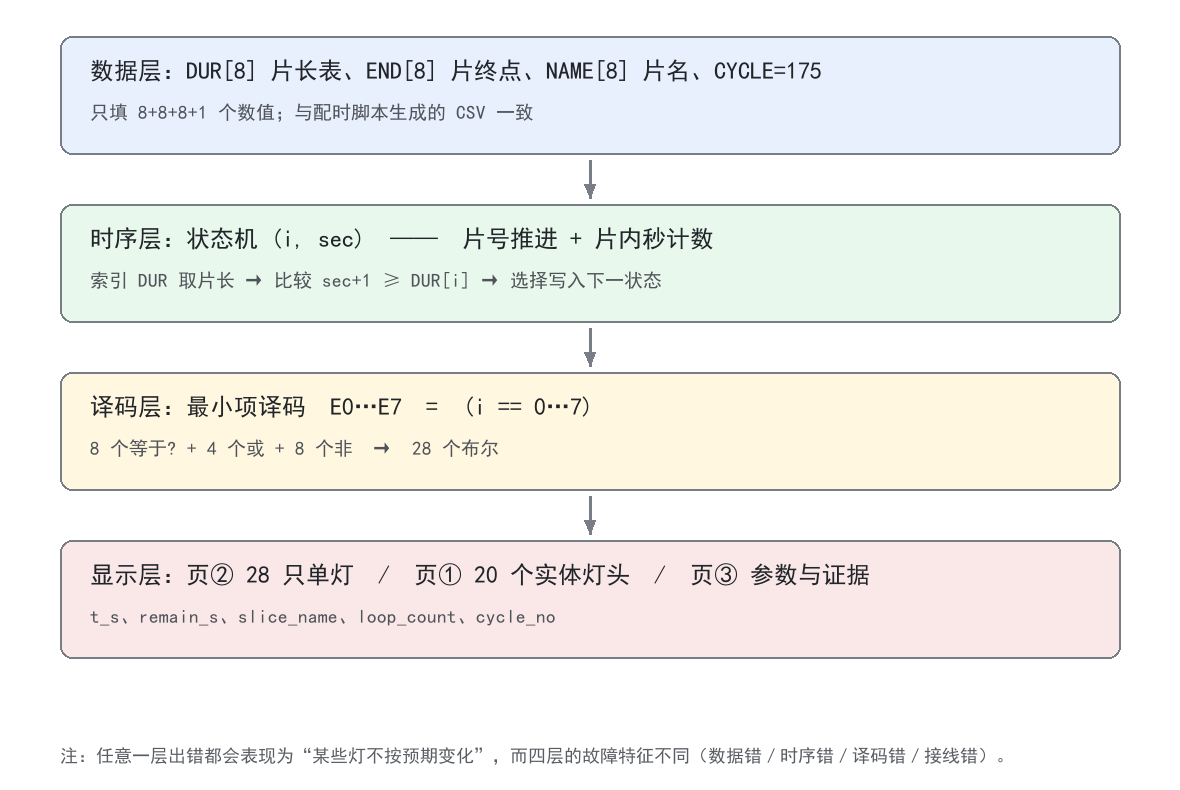 数据层：DUR[8] 片长表、END[8] 片终点、NAME[8] 片名、CYCLE=175
只填 8+8+8+1 个数值；与配时脚本生成的 CSV 一致
时序层：状态机 (i, sec) —— 片号推进 + 片内秒计数
索引 DUR 取片长 → 比较 sec+1 ≥ DUR[i] → 选择写入下一状态
译码层：最小项译码 E0…E7 = (i == 0…7)
8 个等于? + 4 个或 + 8 个非 → 28 个布尔
显示层：页② 28 只单灯 / 页① 20 个实体灯头 / 页③ 参数与证据
t_s、remain_s、slice_name、loop_count、cycle_no
注：任意一层出错都会表现为“某些灯不按预期变化”，而四层的故障特征不同（数据错 / 时序错 / 译码错 / 接线错）。